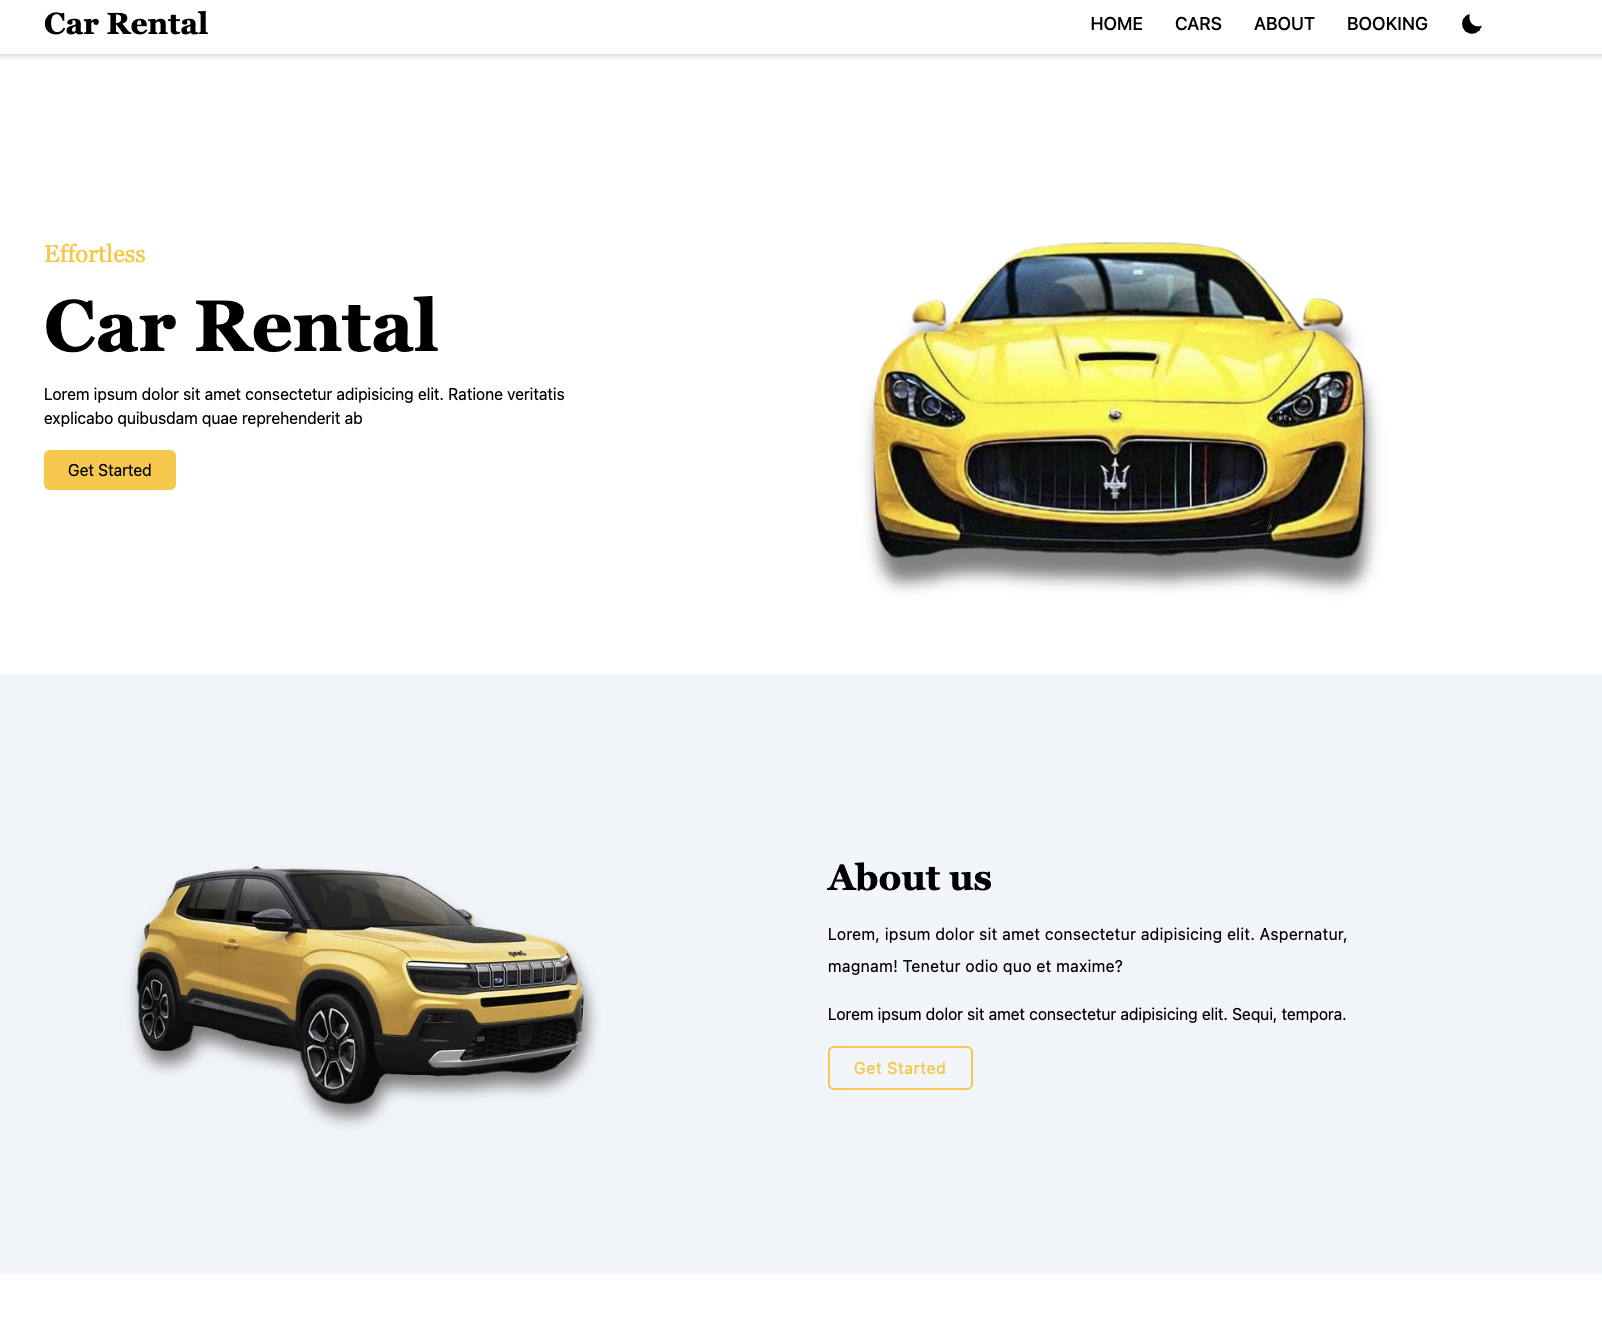 Car Rental
HOME CARS ABOUT BOOKING
Effortless
Car Rental
Lorem ipsum dolor sit amet consectetur adipisicing elit. Ratione veritatis
explicabo quibusdam quae reprehenderit ab
Get Started
About us
Lorem, ipsum dolor sit amet consectetur adipisicing elit. Aspernatur,
magnam! Tenetur odio quo et maxime?
Lorem ipsum dolor sit amet consectetur adipisicing elit. Sequi, tempora.
Get Started